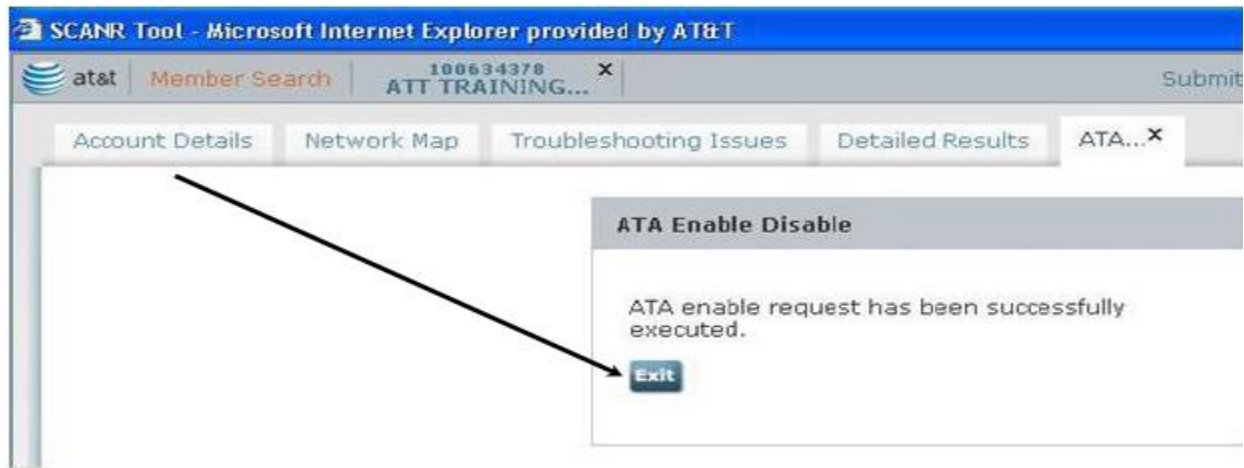 SCANR Tool - Microsoft Internet Explorer provided by AT&T
at&t Member Search 100634378 X Submit
ATT TRAINING...
Account Details Network Map Troubleshooting Issues Detailed Results ATA...X
ATA Enable Disable
ATA enable request has been successfully
executed.
Exit